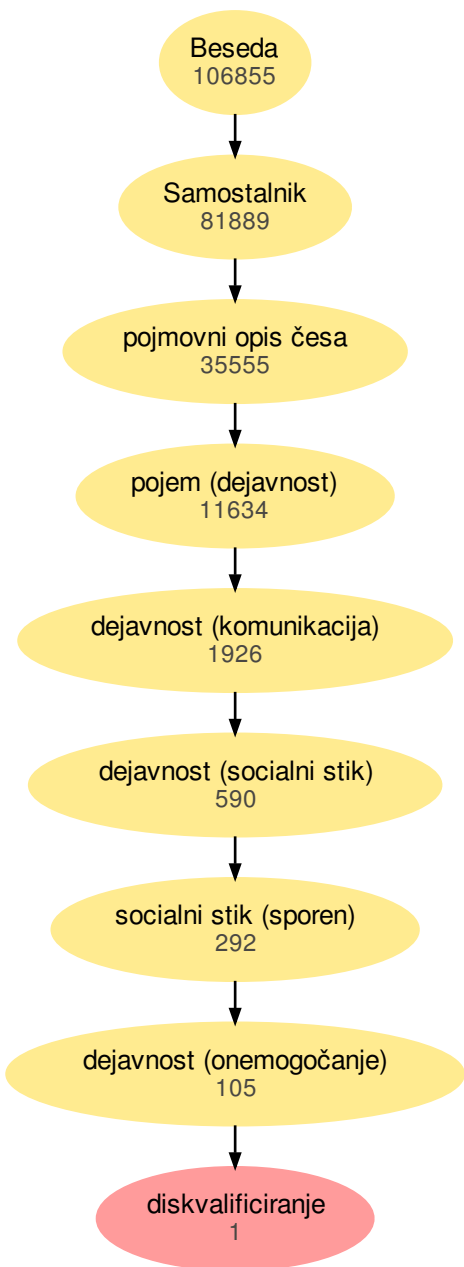 Beseda
106855
Samostalnik
81889
pojmovni opis česa
35555
pojem (dejavnost)
11634
dejavnost (komunikacija)
1926
dejavnost (socialni stik)
590
socialni stik (sporen)
292
dejavnost (onemogočanje)
105
diskvalificiranje
1